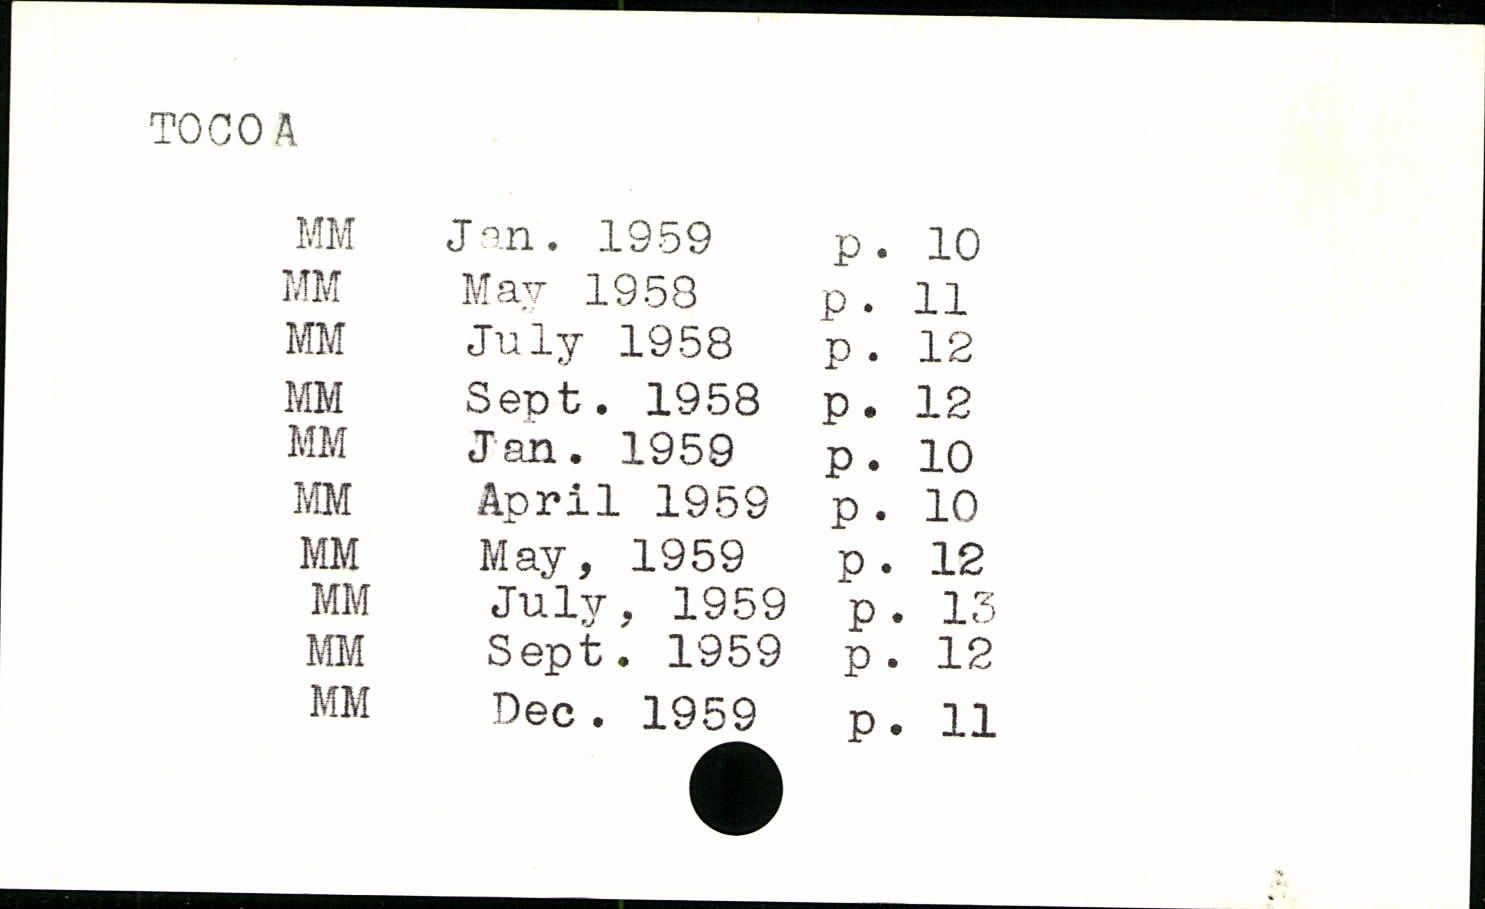 TOCOA
MM Jan. 1959 p. 10
MM May 1958 p. 11
MM July 1958 p. 12
MM Sept. 1958 p. 12
MM Jan. 1959 p. 10
MM April 1959 p. 10
MM May, 1959 p. 12
MM July, 1959 p. 13
MM Sept. 1959 p. 12
MM Dec. 1959 p. 11